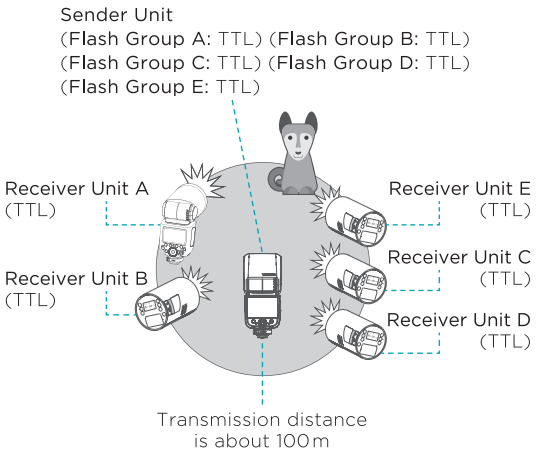 Sender Unit
(Flash Group A: TTL) (Flash Group B: TTL)
(Flash Group C: TTL) (Flash Group D: TTL)
(Flash Group E: TTL)
Receiver Unit A
(TTL)
Receiver Unit E
(TTL)
Receiver Unit B
(TTL)
Receiver Unit C
(TTL)
Receiver Unit D
(TTL)
Transmission distance
is about 100m